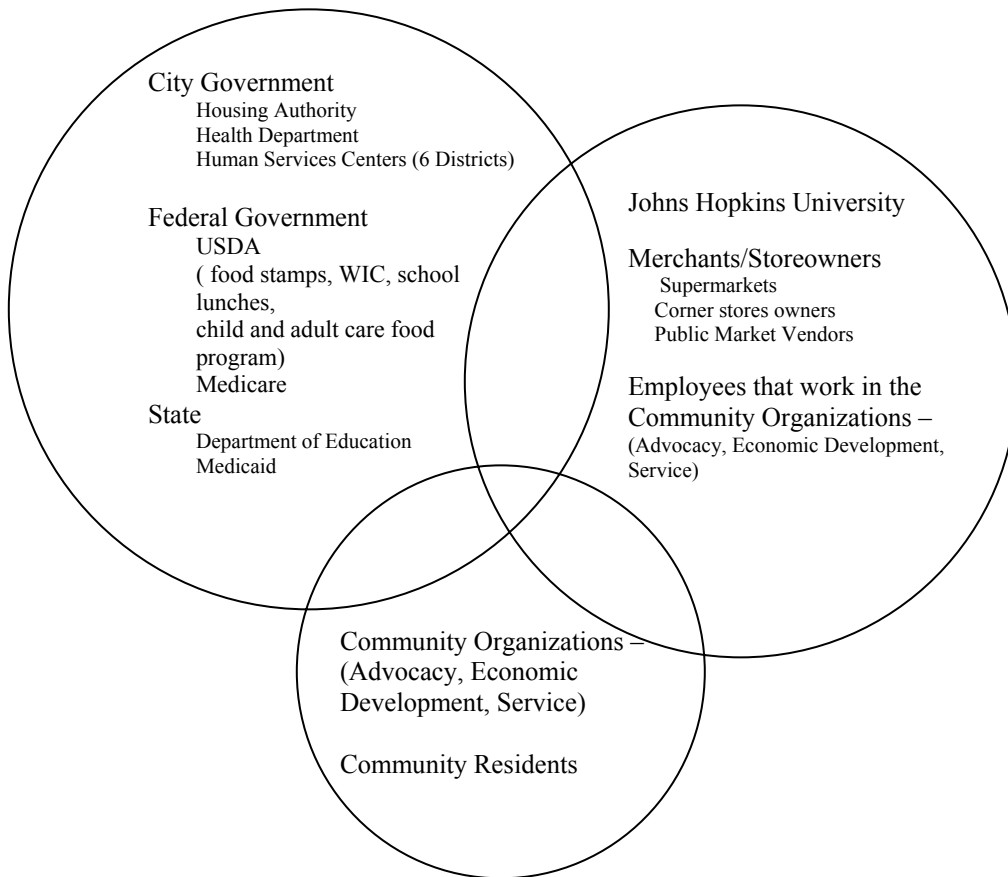 City Government
Housing Authority
Health Department
Human Services Centers (6 Districts)
Federal Government
USDA
( food stamps, WIC, school
lunches,
child and adult care food
program)
Medicare
State
Department of Education
Medicaid
Johns Hopkins University
Merchants/Storeowners
Supermarkets
Corner stores owners
Public Market Vendors
Employees that work in the
Community Organizations –
(Advocacy, Economic Development,
Service)
Community Organizations –
(Advocacy, Economic
Development, Service)
Community Residents